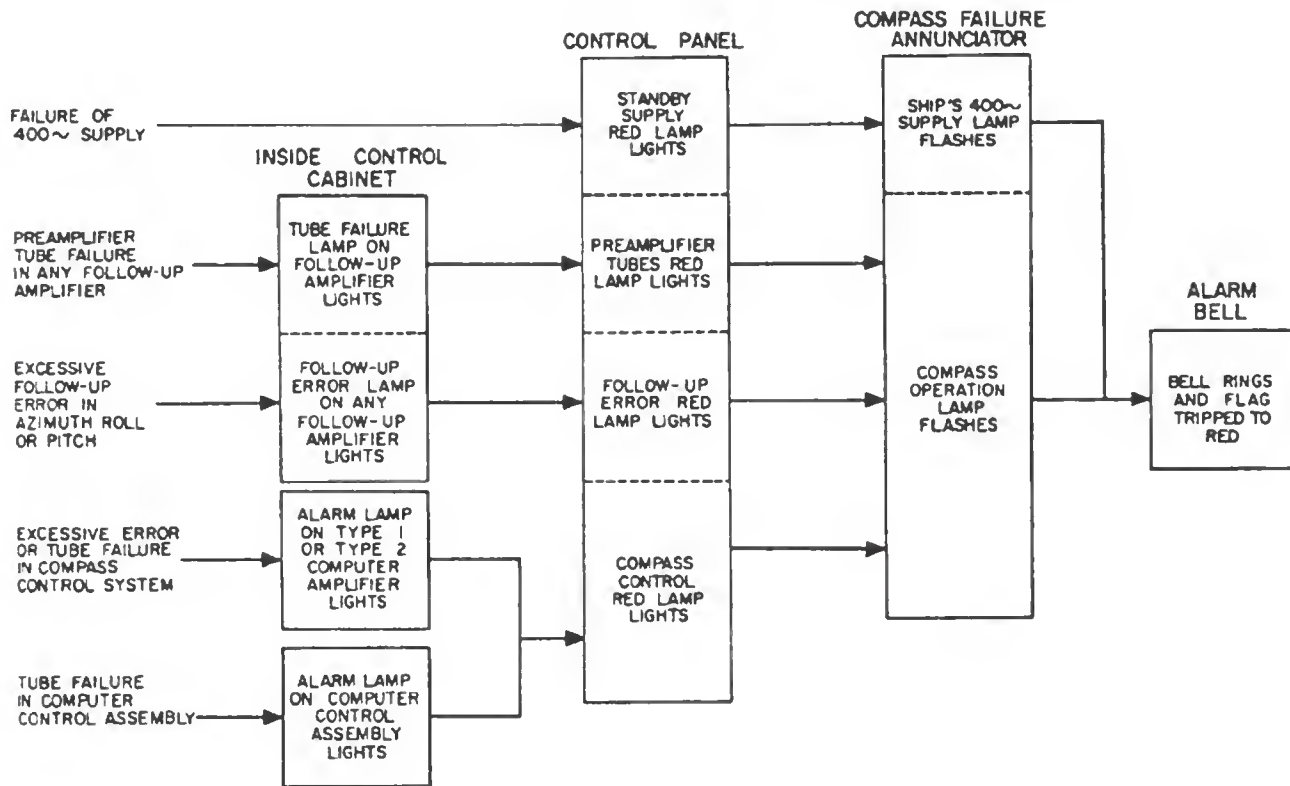 COMPASS FAILURE
ANNUNCIATOR
CONTROL PANEL
FAILURE OF
400~ SUPPLY
STANDBY
SUPPLY
RED LAMP
LIGHTS
SHIP'S 400~
SUPPLY LAMP
FLASHES
INSIDE CONTROL
CABINET
PREAMPLIFIER
TUBE FAILURE
IN ANY FOLLOW-UP
AMPLIFIER
TUBE FAILURE
LAMP ON
FOLLOW-UP
AMPLIFIER
LIGHTS
PREAMPLIFIER
TUBES RED
LAMP LIGHTS
ALARM
BELL
EXCESSIVE
FOLLOW-UP
ERROR IN
AZIMUTH ROLL
OR PITCH
FOLLOW-UP
ERROR LAMP
ON ANY
FOLLOW-UP
AMPLIFIER
LIGHTS
FOLLOW-UP
ERROR RED
LAMP LIGHTS
COMPASS
OPERATION
LAMP
FLASHES
BELL RINGS
AND FLAG
TRIPPED TO
RED
EXCESSIVE ERROR
OR TUBE FAILURE
IN COMPASS
CONTROL SYSTEM
ALARM LAMP
ON TYPE 1
OR TYPE 2
COMPUTER
AMPLIFIER
LIGHTS
COMPASS
CONTROL
RED LAMP
LIGHTS
TUBE FAILURE
IN COMPUTER
CONTROL ASSEMBLY
ALARM LAMP
ON COMPUTER
CONTROL
ASSEMBLY
LIGHTS